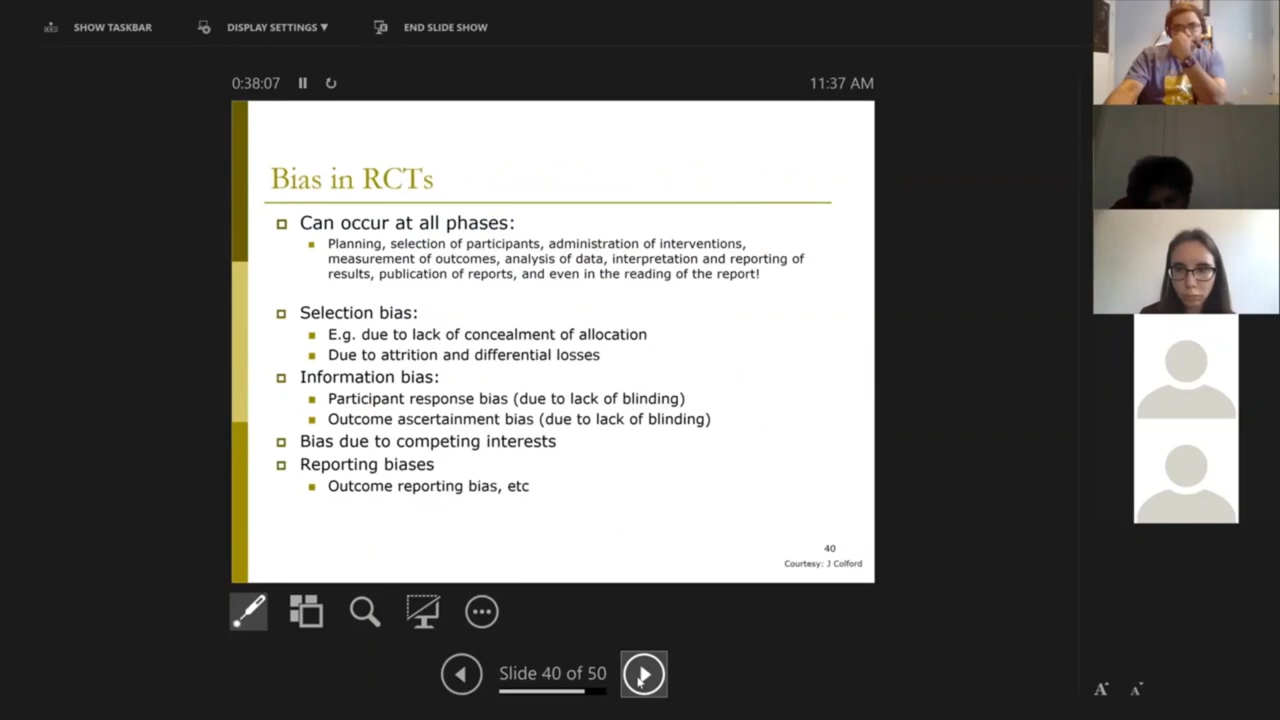 SHOW TASKBAR
DISPLAY SETTINGS ▼
END SLIDE SHOW
0:38:07
11:37 AM
Bias in RCTs
Can occur at all phases:
Planning, selection of participants, administration of interventions,
measurement of outcomes, analysis of data, interpretation and reporting of
results, publication of reports, and even in the reading of the report!
Selection bias:
E.g. due to lack of concealment of allocation
Due to attrition and differential losses
Information bias:
Participant response bias (due to lack of blinding)
Outcome ascertainment bias (due to lack of blinding)
Bias due to competing interests
Reporting biases
Outcome reporting bias, etc
40
Courtesy: J Colford
Slide 40 of 50
A A